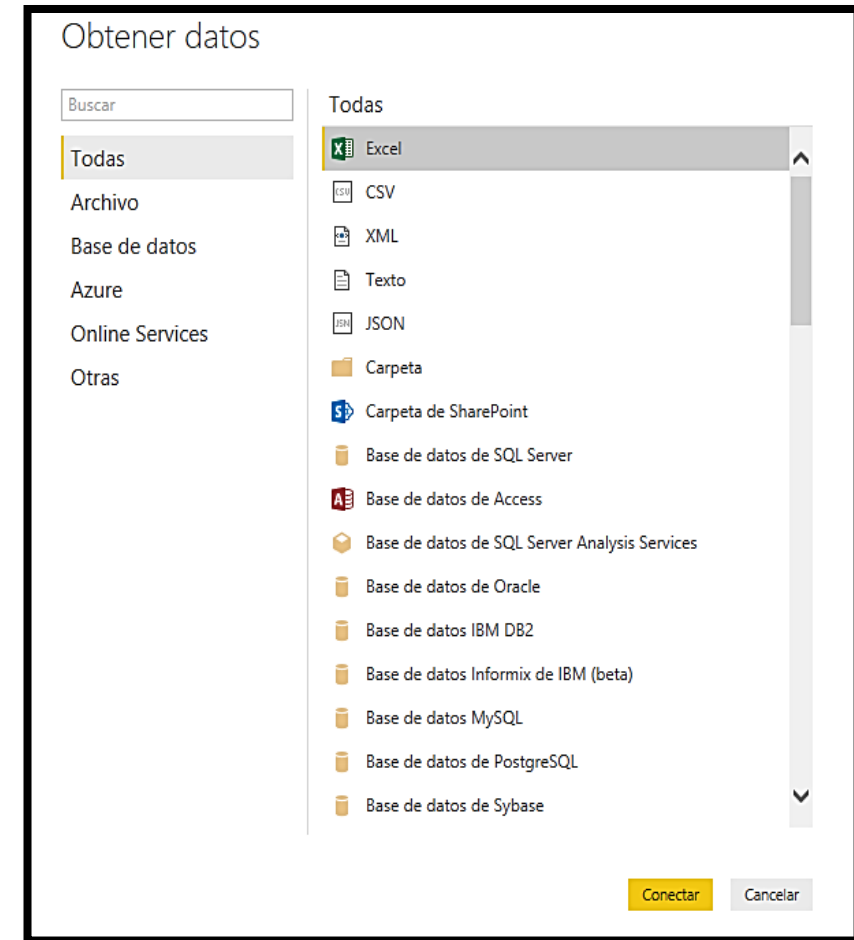 Obtener datos
Buscar
Todas
Archivo
Base de datos
Azure
Online Services
Otras
Todas
Excel
CSV
XML
Texto
JSON
Carpeta
Carpeta de SharePoint
Base de datos de SQL Server
Base de datos de Access
Base de datos de SQL Server Analysis Services
Base de datos de Oracle
Base de datos IBM DB2
Base de datos Informix de IBM (beta)
Base de datos MySQL
Base de datos de PostgreSQL
Base de datos de Sybase
Conectar Cancelar